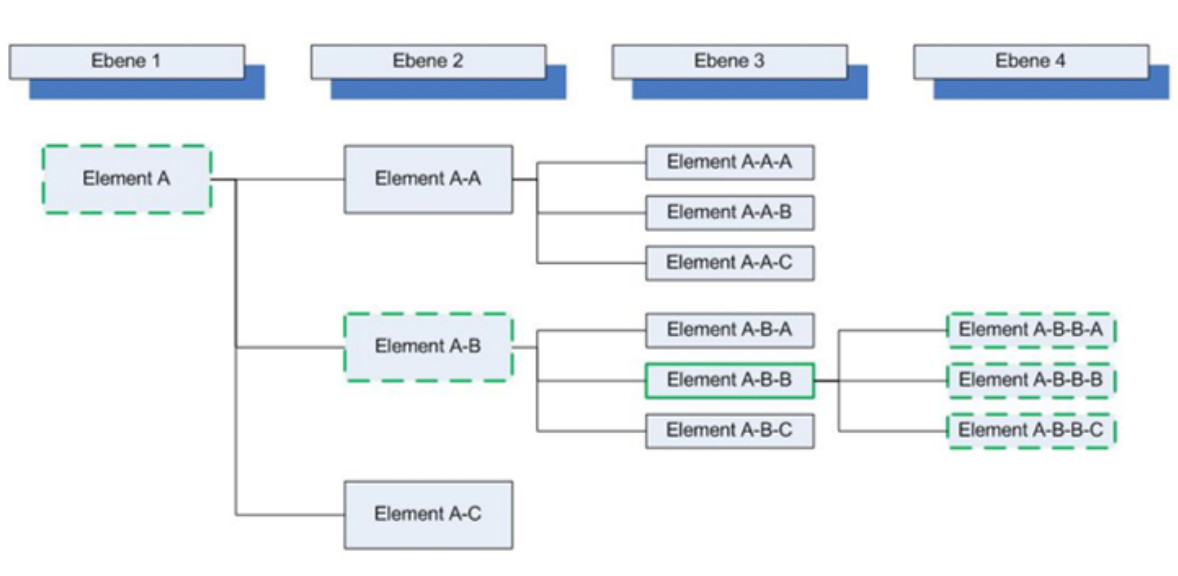 Ebene 1
Ebene 2
Ebene 3
Ebene 4
Element A
Element A-A
Element A-A-A
Element A-A-B
Element A-A-C
Element A-B
Element A-B-A
Element A-B-B
Element A-B-C
Element A-B-B-A
Element A-B-B-B
Element A-B-B-C
Element A-C